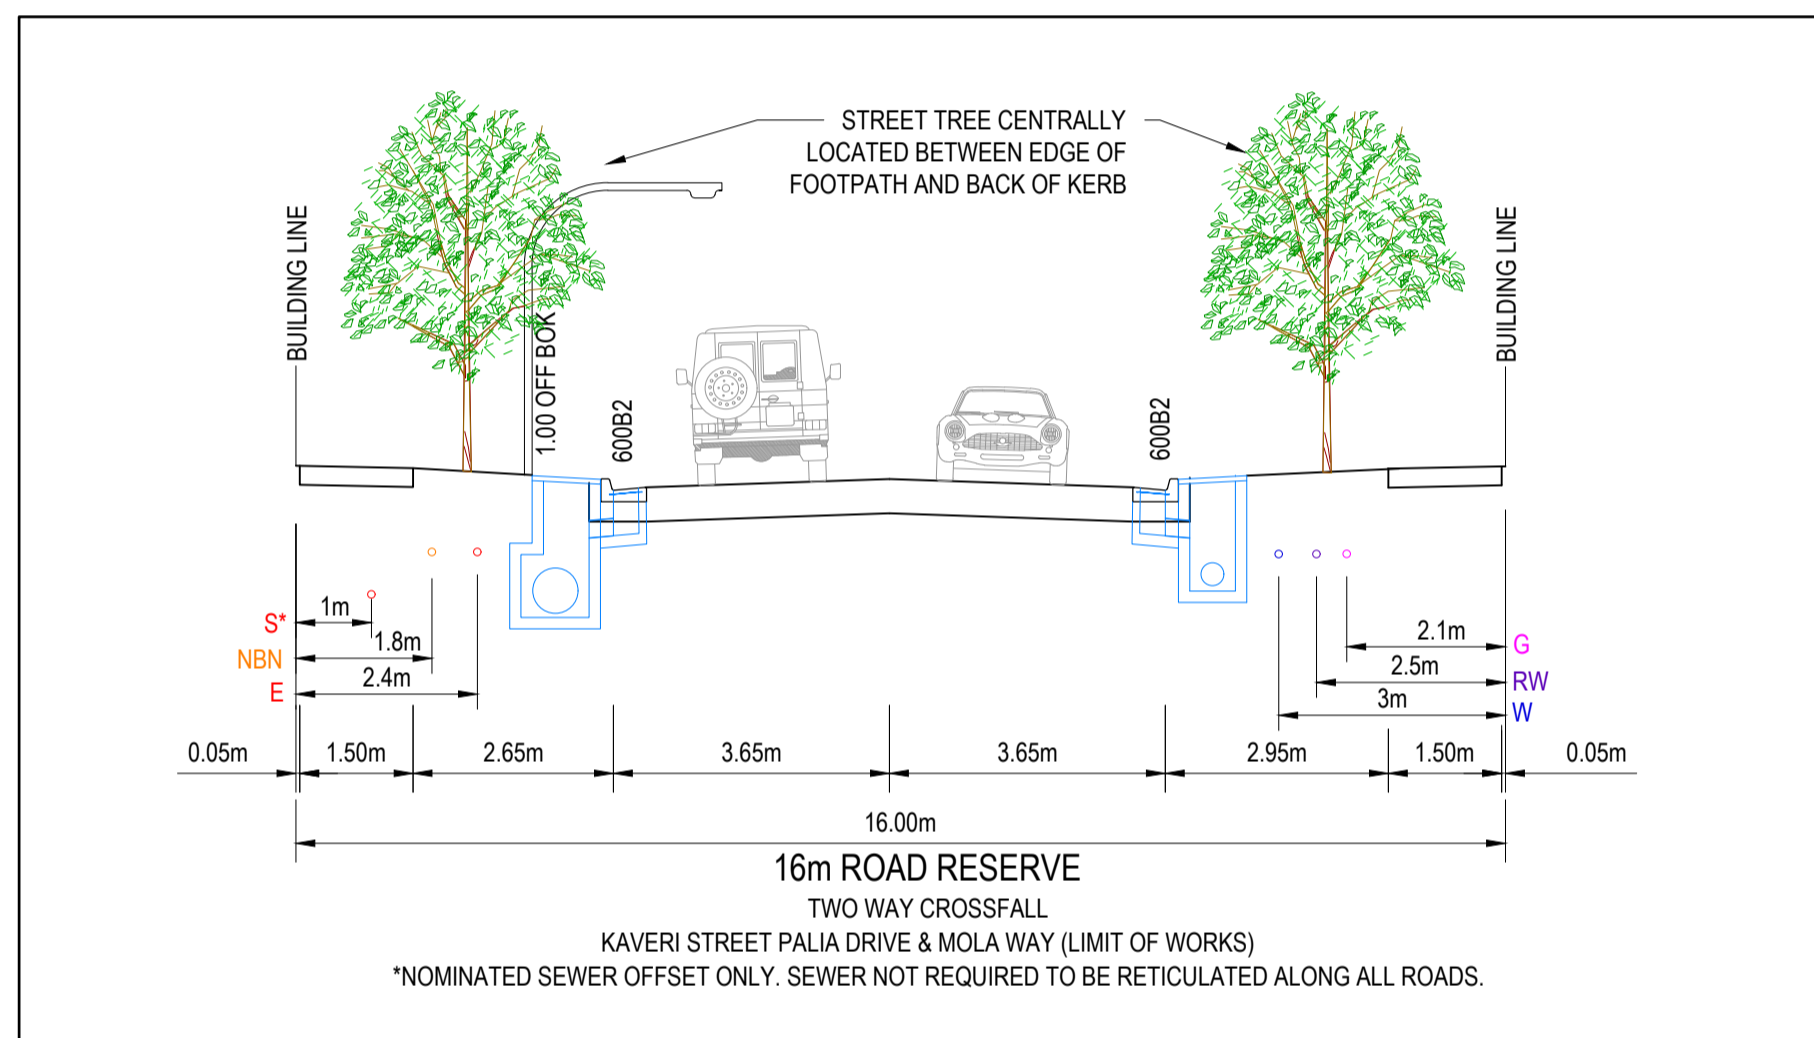 STREET TREE CENTRALLY
LOCATED BETWEEN EDGE OF
FOOTPATH AND BACK OF KERB
BUILDING LINE
BUILDING LINE
1.00 OFF BOK
600B2
600B2
1m
S*
1.8m
NBN
2.4m
E
2.1m
G
2.5m
RW
3m
W
0.05m
1.50m
2.65m
3.65m
3.65m
2.95m
1.50m
0.05m
16.00m
16m ROAD RESERVE
TWO WAY CROSSFALL
KAVERI STREET PALIA DRIVE & MOLA WAY (LIMIT OF WORKS)
*NOMINATED SEWER OFFSET ONLY. SEWER NOT REQUIRED TO BE RETICULATED ALONG ALL ROADS.